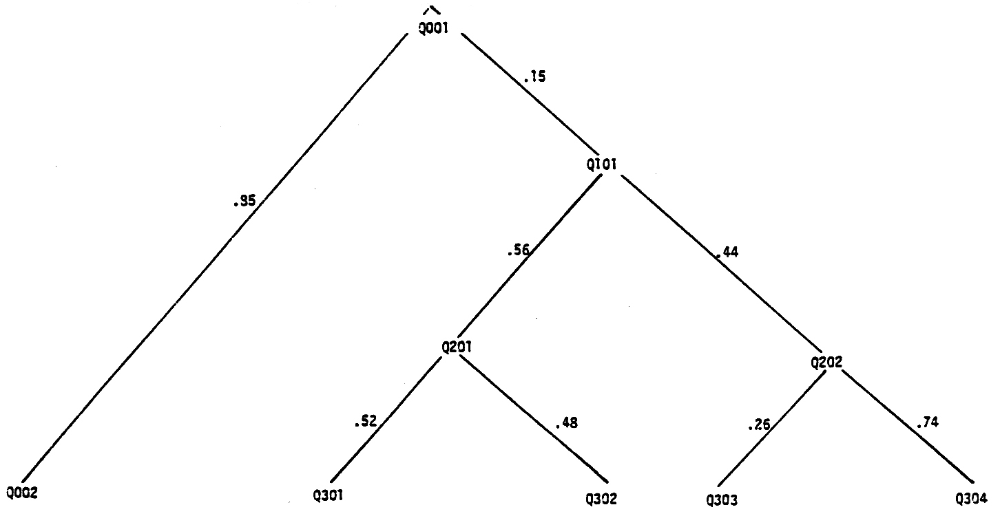 Q001
.15
Q101
.85
.56
.44
Q201
Q202
.52
.48
.26
.74
Q002
Q301
Q302
Q303
Q304